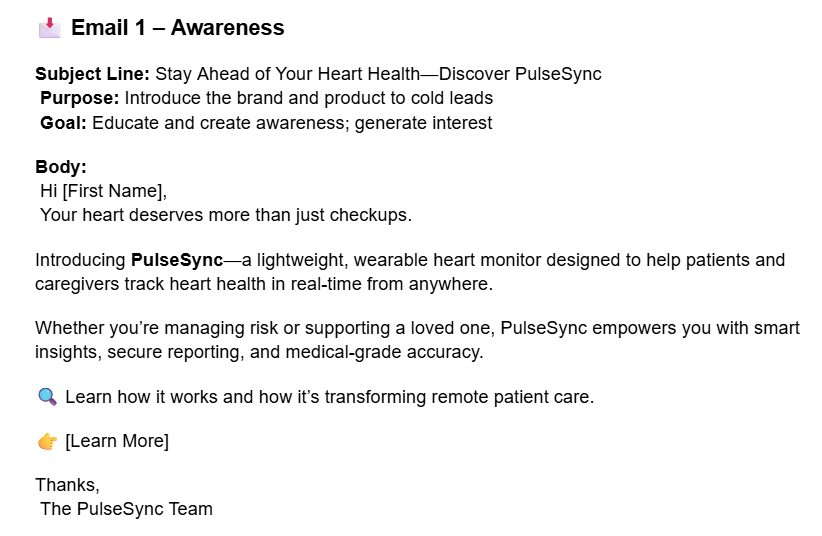 📩 Email 1 – Awareness
Subject Line: Stay Ahead of Your Heart Health—Discover PulseSync
Purpose: Introduce the brand and product to cold leads
Goal: Educate and create awareness; generate interest
Body:
Hi [First Name],
Your heart deserves more than just checkups.
Introducing PulseSync—a lightweight, wearable heart monitor designed to help patients and
caregivers track heart health in real-time from anywhere.
Whether you’re managing risk or supporting a loved one, PulseSync empowers you with smart
insights, secure reporting, and medical-grade accuracy.
🔍 Learn how it works and how it’s transforming remote patient care.
👉 [Learn More]
Thanks,
The PulseSync Team